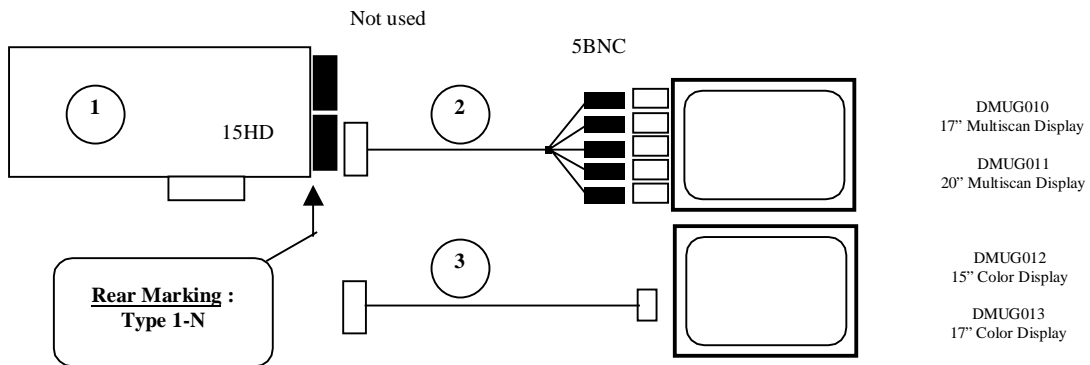 Not used
5BNC
1
2
15HD
DMUG010
17” Multiscan Display
DMUG011
20” Multiscan Display
3
Rear Marking :
Type 1-N
DMUG012
15” Color Display
DMUG013
17” Color Display